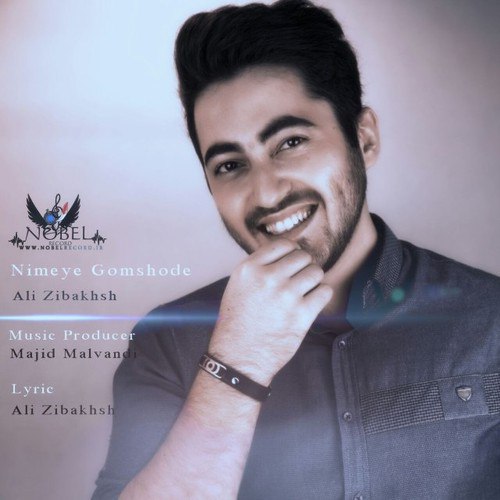 NOBEL
RECORD
WWW.NOBELRECORD.IR
Nimeye Gomshode
Ali Zibakhsh
Music Producer
Majid Malvandi
Lyric
Ali Zibakhsh